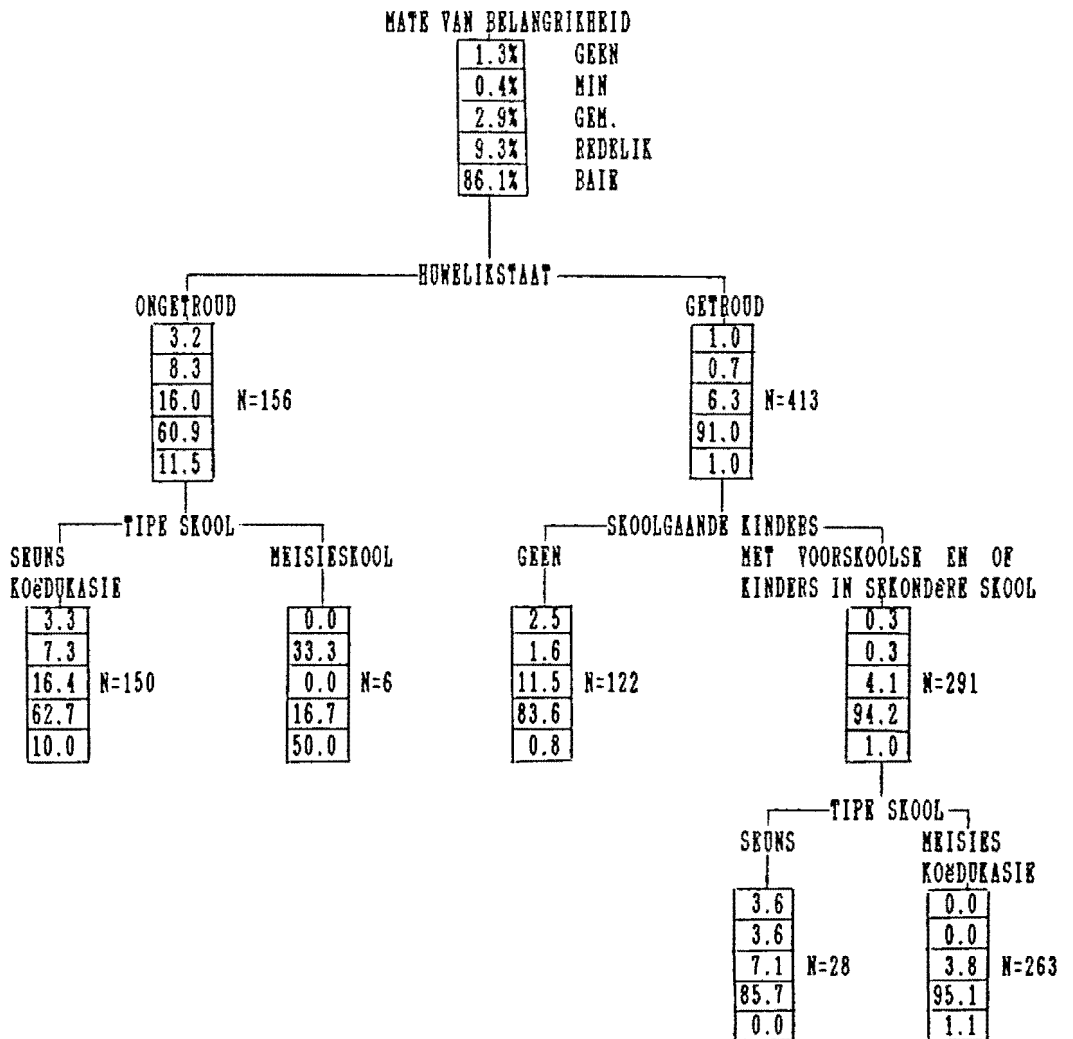 MATE VAN BELANGRIKHEID
1.3% GEEN
0.4% MIN
2.9% GEM.
9.3% REDELIK
86.1% BAIE
HUWELIKSTAAT
ONGETROUD GETROUD
3.2 1.0
8.3 0.7
16.0 N=156 6.3 N=413
60.9 91.0
11.5 1.0
TIPE SKOOL SKOOLGAANDE KINDERS
SEUNS MEISIESKOOL GEEN MET VOORSKOOLSE EN OF
KOëDUKASIE KINDERS IN SEKONDêRE SKOOL
3.3 0.0 2.5 0.3
7.3 33.3 1.6 0.3
16.4 N=150 0.0 N=6 11.5 N=122 4.1 N=291
62.7 16.7 83.6 94.2
10.0 50.0 0.8 1.0
TIPE SKOOL
SEUNS MEISIES
KOëDUKASIE
3.6 0.0
3.6 0.0
7.1 N=28 3.8 N=263
85.7 95.1
0.0 1.1